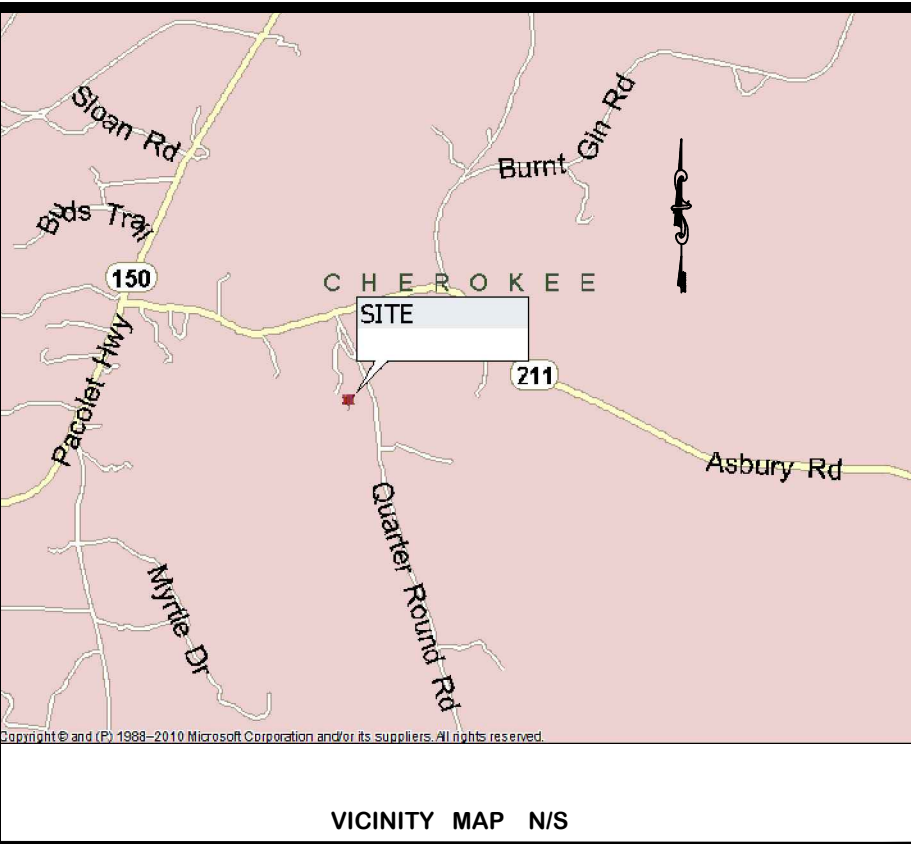 Sloan Rd
Burnt Gin Rd
Buds Trail
150
CHEROKEE
SITE
Pacolet Hwy
211
Asbury Rd
Quarter Round Rd
Myrtle Dr
Copyright © and (P) 1988–2010 Microsoft Corporation and/or its suppliers. All rights reserved.
VICINITY MAP N/S